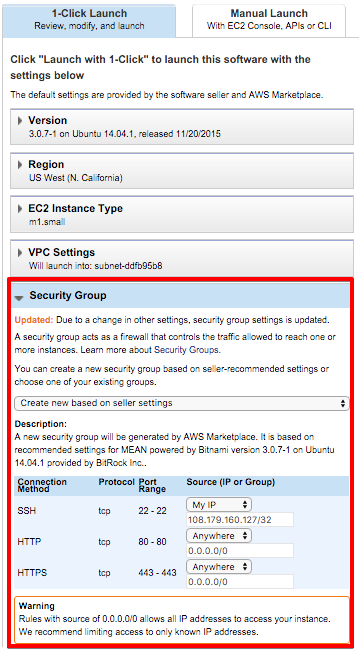 1-Click Launch
Review, modify, and launch
Manual Launch
With EC2 Console, APIs or CLI
Click "Launch with 1-Click" to launch this software with the
settings below
The default settings are provided by the software seller and AWS Marketplace.
Version
3.0.7-1 on Ubuntu 14.04.1, released 11/20/2015
Region
US West (N. California)
EC2 Instance Type
m1.small
VPC Settings
Will launch into: subnet-ddfb95b8
Security Group
Updated: Due to a change in other settings, security group settings is updated.
A security group acts as a firewall that controls the traffic allowed to reach one or
more instances. Learn more about Security Groups.
You can create a new security group based on seller-recommended settings or
choose one of your existing groups.
Create new based on seller settings
Description:
A new security group will be generated by AWS Marketplace. It is based on
recommended settings for MEAN powered by Bitnami version 3.0.7-1 on Ubuntu
14.04.1 provided by BitRock Inc..
Connection Method Protocol Port Range Source (IP or Group)
SSH tcp 22 - 22 My IP
108.179.160.127/32
HTTP tcp 80 - 80 Anywhere
0.0.0.0/0
HTTPS tcp 443 - 443 Anywhere
0.0.0.0/0
Warning
Rules with source of 0.0.0.0/0 allows all IP addresses to access your instance.
We recommend limiting access to only known IP addresses.